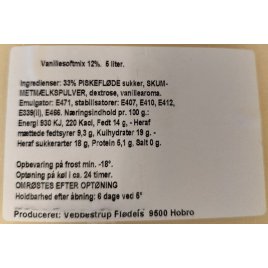 Vanillesoftmix 12%. 5 liter.
Ingredienser: 33% PISKEFLØDE sukker, SKUM-
METMÆLKSPULVER, dextrose, vanillearoma.
Emulgator: E471, stabilisatorer: E407, E410, E412,
E339(ii), E466. Næringsindhold pr. 100 g.:
Energi 930 KJ, 220 Kacl, Fedt 14 g, - Heraf
mættede fedtsyrer 9,3 g, Kulhydrater 19 g. -
Heraf sukkerarter 18 g, Protein 5,1 g, Salt 0 g.
Opbevaring på frost min. -18°.
Optøning på køl i ca. 24 timer.
OMRØSTES EFTER OPTØNING
Holdbarhed efter åbning: 6 dage ved 5°
Produceret: Vebbestrup Flødeis 9500 Hobro